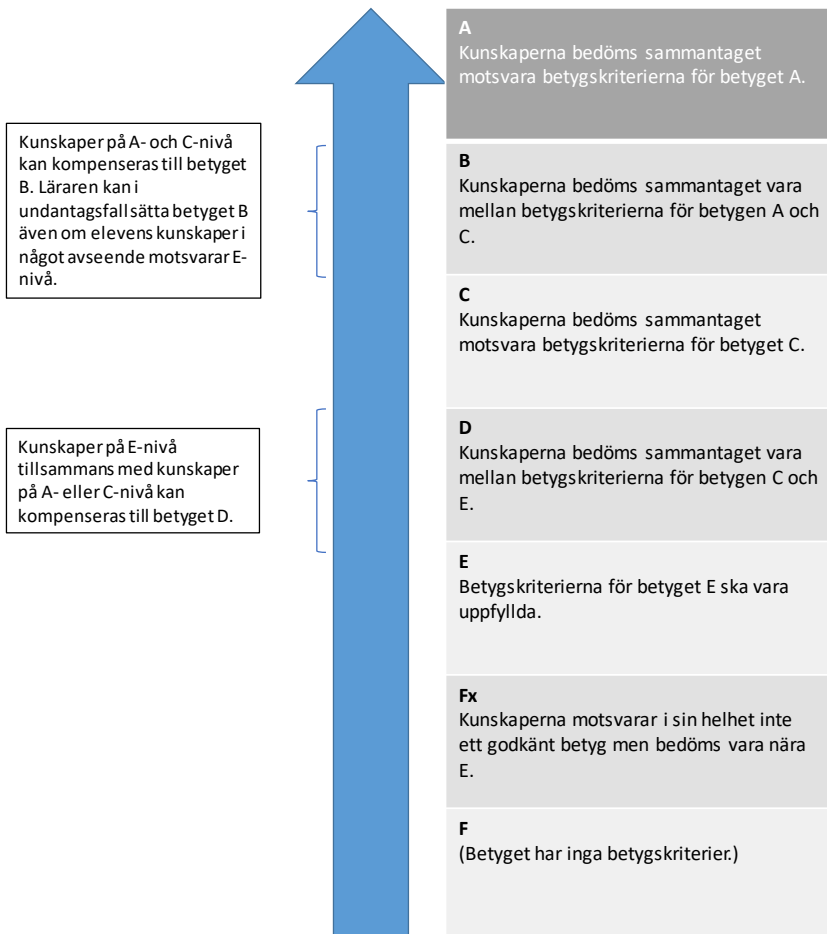 A
Kunskaperna bedöms sammantaget
motsvara betygskriterierna för betyget A.
Kunskaper på A- och C-nivå
kan kompenseras till betyget
B. Läraren kan i
undantagsfall sätta betyget B
även om elevens kunskaper i
något avseende motsvarar E-
nivå.
B
Kunskaperna bedöms sammantaget vara
mellan betygskriterierna för betygen A och
C.
C
Kunskaperna bedöms sammantaget
motsvara betygskriterierna för betyget C.
Kunskaper på E-nivå
tillsammans med kunskaper
på A- eller C-nivå kan
kompenseras till betyget D.
D
Kunskaperna bedöms sammantaget vara
mellan betygskriterierna för betygen C och
E.
E
Betygskriterierna för betyget E ska vara
uppfyllda.
Fx
Kunskaperna motsvarar i sin helhet inte
ett godkänt betyg men bedöms vara nära
E.
F
(Betyget har inga betygskriterier.)